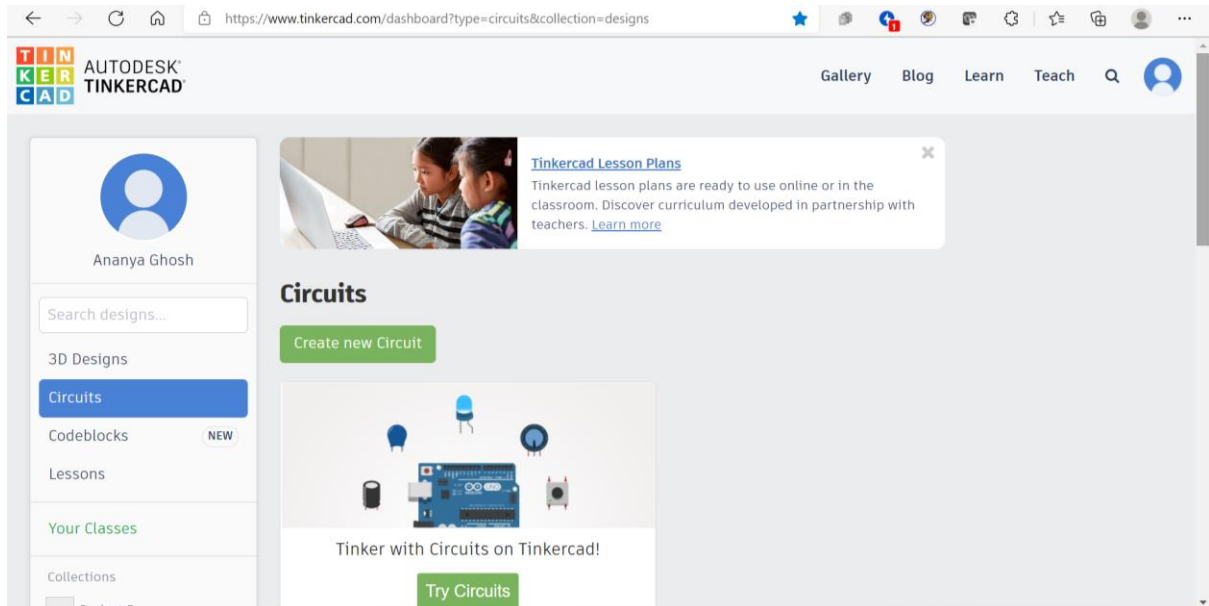 https://www.tinkercad.com/dashboard?type=circuits&collection=designs
1
TIN
KER
CAD
AUTODESK®
TINKERCAD®
Gallery Blog Learn Teach
Ananya Ghosh
Search designs...
3D Designs
Circuits
Codeblocks NEW
Lessons
Your Classes
Collections
Tinkercad Lesson Plans
Tinkercad lesson plans are ready to use online or in the
classroom. Discover curriculum developed in partnership with
teachers. Learn more
Circuits
Create new Circuit
Tinker with Circuits on Tinkercad!
Try Circuits